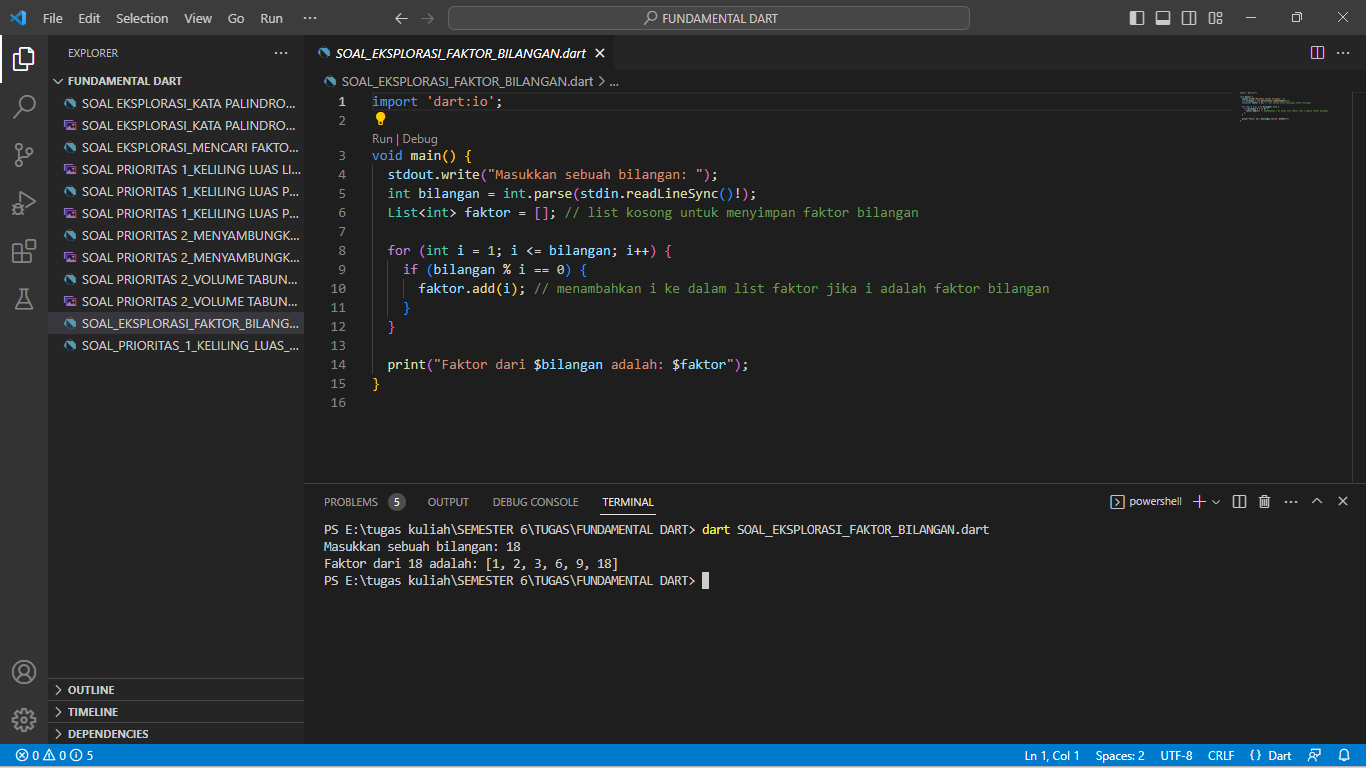 File Edit Selection View Go Run ··· FUNDAMENTAL DART
EXPLORER ···
FUNDAMENTAL DART
SOAL EKSPLORASI_KATA PALINDRO...
SOAL EKSPLORASI_KATA PALINDRO...
SOAL EKSPLORASI_MENCARI FAKTO...
SOAL PRIORITAS 1_KELILING LUAS LI...
SOAL PRIORITAS 1_KELILING LUAS P...
SOAL PRIORITAS 1_KELILING LUAS P...
SOAL PRIORITAS 2_MENYAMBUNGK...
SOAL PRIORITAS 2_MENYAMBUNGK...
SOAL PRIORITAS 2_VOLUME TABUN...
SOAL PRIORITAS 2_VOLUME TABUN...
SOAL_EKSPLORASI_FAKTOR_BILANG...
SOAL_PRIORITAS_1_KELILING_LUAS_...
OUTLINE
TIMELINE
DEPENDENCIES
SOAL_EKSPLORASI_FAKTOR_BILANGAN.dart
SOAL_EKSPLORASI_FAKTOR_BILANGAN.dart > ...
1 import 'dart:io';
2
Run | Debug
3 void main() {
4 stdout.write("Masukkan sebuah bilangan: ");
5 int bilangan = int.parse(stdin.readLineSync()!);
6 List<int> faktor = []; // list kosong untuk menyimpan faktor bilangan
7
8 for (int i = 1; i <= bilangan; i++) {
9 if (bilangan % i == 0) {
10 faktor.add(i); // menambahkan i ke dalam list faktor jika i adalah faktor bilangan
11 }
12 }
13
14 print("Faktor dari $bilangan adalah: $faktor");
15 }
16
PROBLEMS 5 OUTPUT DEBUG CONSOLE TERMINAL powershell
PS E:\tugas kuliah\SEMESTER 6\TUGAS\FUNDAMENTAL DART> dart SOAL_EKSPLORASI_FAKTOR_BILANGAN.dart
Masukkan sebuah bilangan: 18
Faktor dari 18 adalah: [1, 2, 3, 6, 9, 18]
PS E:\tugas kuliah\SEMESTER 6\TUGAS\FUNDAMENTAL DART>
0 0 5 Ln 1, Col 1 Spaces: 2 UTF-8 CRLF {} Dart